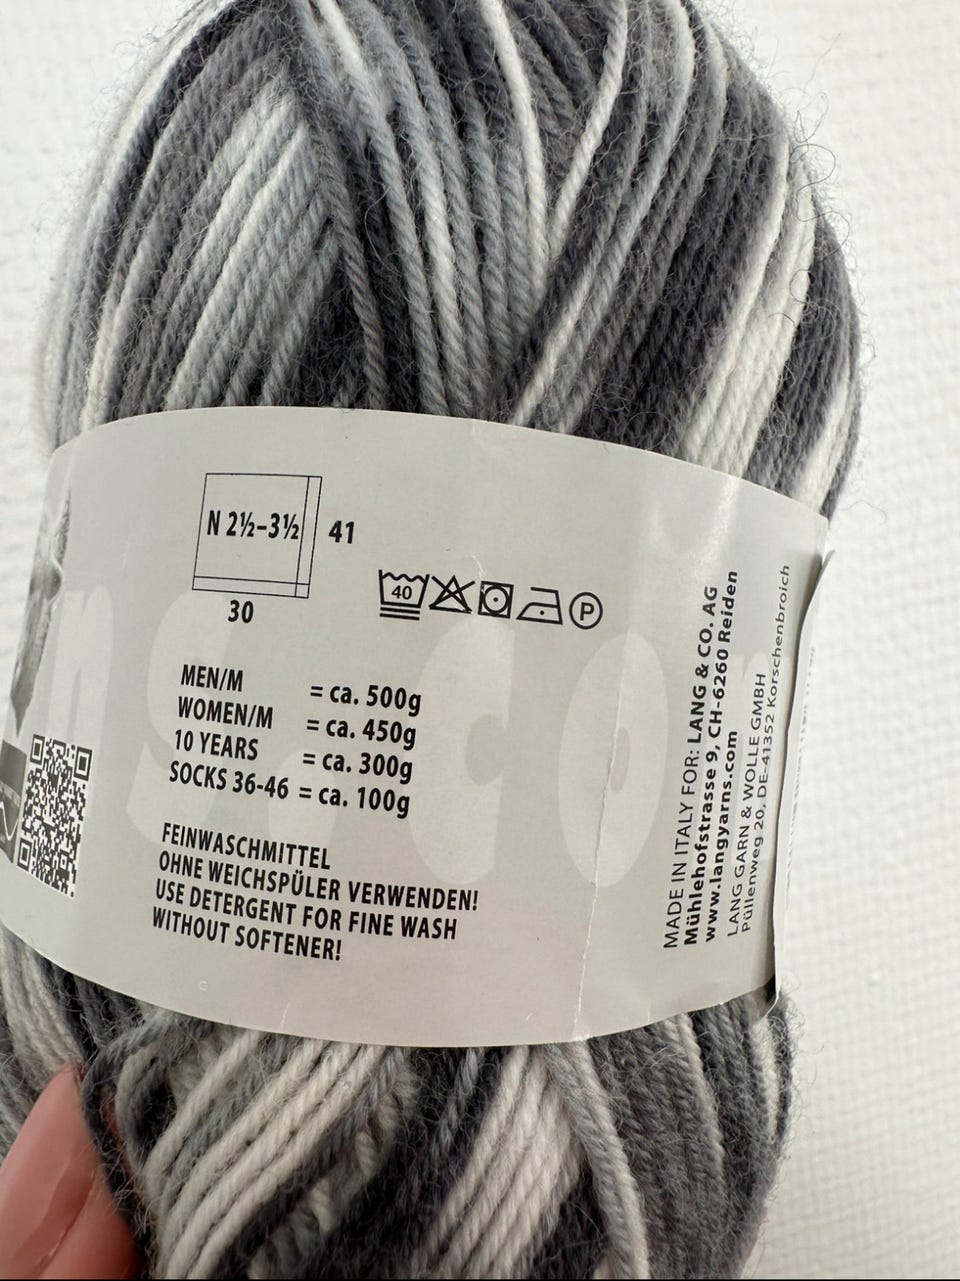 N 2½–3½
41
30
40
P
MEN/M = ca. 500g
WOMEN/M = ca. 450g
10 YEARS = ca. 300g
SOCKS 36-46 = ca. 100g
FEINWASCHMITTEL
OHNE WEICHSPÜLER VERWENDEN!
USE DETERGENT FOR FINE WASH
WITHOUT SOFTENER!
MADE IN ITALY FOR: LANG & CO. AG
Mühlehofstrasse 9, CH-6260 Reiden
www.langyarns.com
LANG GARN & WOLLE GMBH
Püllenweg 20, DE-41352 Korschenbroich